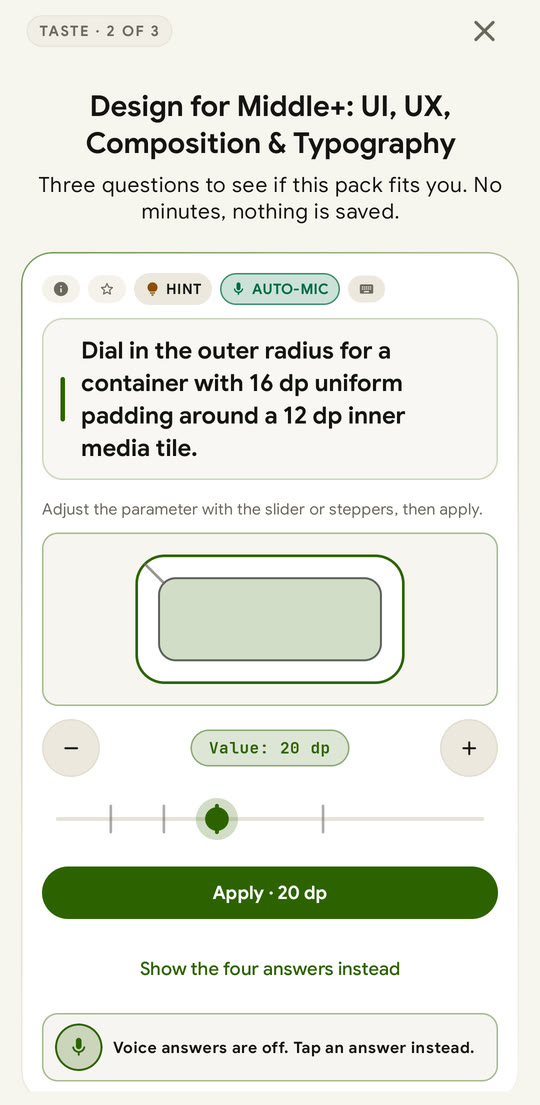 TASTE · 2 OF 3
Design for Middle+: UI, UX,
Composition & Typography
Three questions to see if this pack fits you. No
minutes, nothing is saved.
HINT
AUTO-MIC
Dial in the outer radius for a
container with 16 dp uniform
padding around a 12 dp inner
media tile.
Adjust the parameter with the slider or steppers, then apply.
Value: 20 dp
Apply · 20 dp
Show the four answers instead
Voice answers are off. Tap an answer instead.